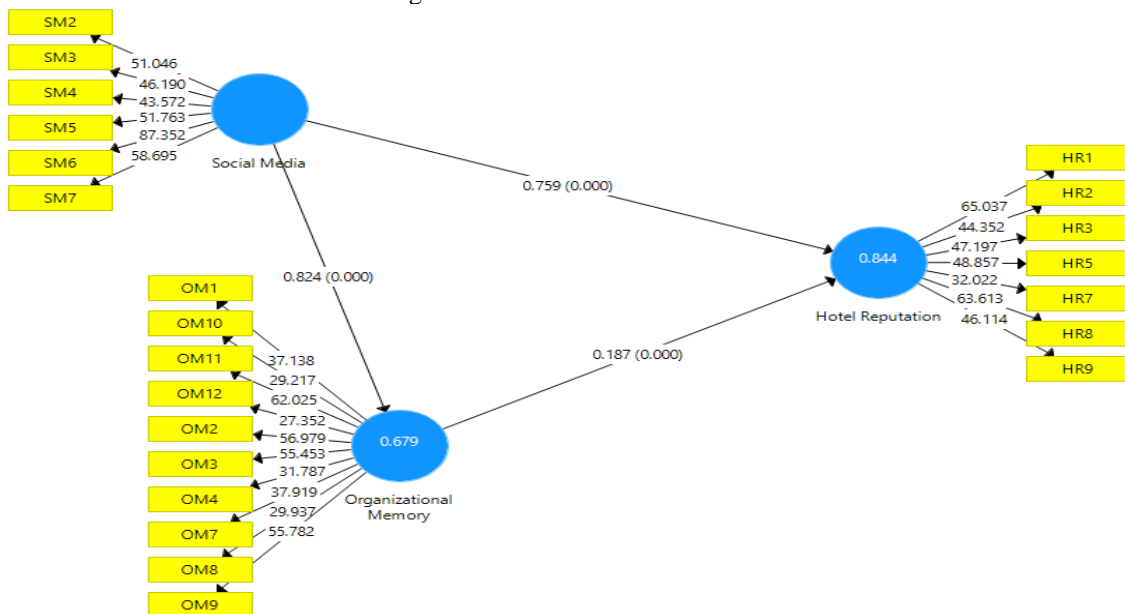 SM2
SM3
SM4
SM5
SM6
SM7
51.046
46.190
43.572
51.763
87.352
58.695
Social Media
0.759 (0.000)
0.824 (0.000)
HR1
HR2
HR3
HR5
HR7
HR8
HR9
65.037
44.352
47.197
48.857
32.022
63.613
46.114
0.844
Hotel Reputation
0.187 (0.000)
OM1
OM10
OM11
OM12
OM2
OM3
OM4
OM7
OM8
OM9
37.138
29.217
62.025
27.352
56.979
55.453
31.787
37.919
29.937
55.782
0.679
Organizational
Memory